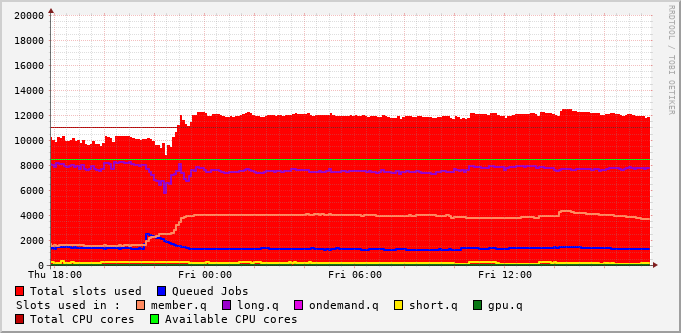 RRDTOOL / TOBI OETIKER
20000
18000
16000
14000
12000
10000
8000
6000
4000
2000
0
Thu 18:00 Fri 00:00 Fri 06:00 Fri 12:00
Total slots used Queued Jobs
Slots used in : member.q long.q ondemand.q short.q gpu.q
Total CPU cores Available CPU cores